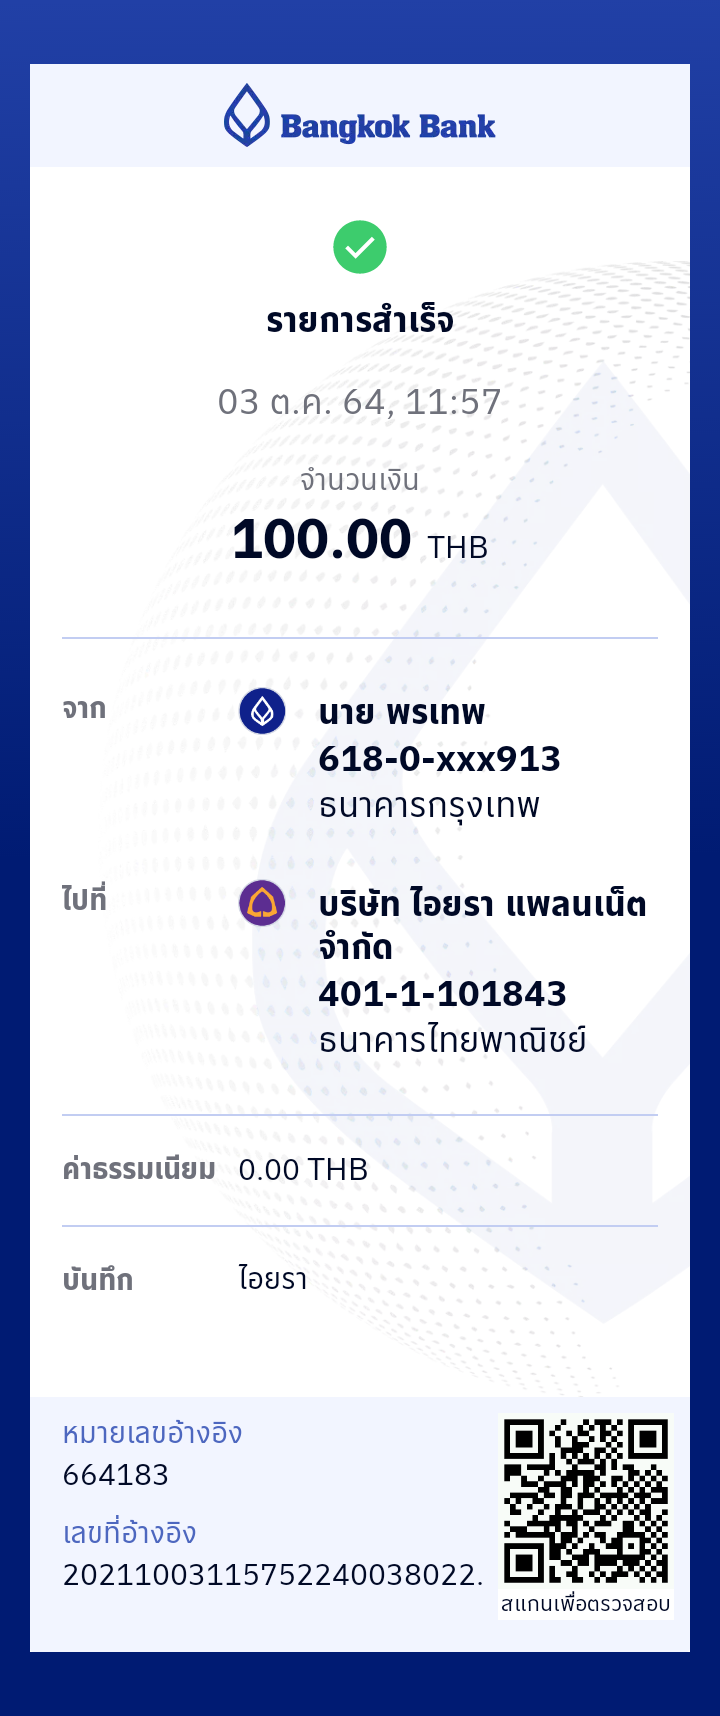 Bangkok Bank
รายการสำเร็จ
03 ต.ค. 64, 11:57
จำนวนเงิน
100.00 THB
จาก
นาย พรเทพ
618-0-xxx913
ธนาคารกรุงเทพ
ไปที่
บริษัท ไอยรา แพลนเน็ต
จำกัด
401-1-101843
ธนาคารไทยพาณิชย์
ค่าธรรมเนียม 0.00 THB
บันทึก ไอยรา
หมายเลขอ้างอิง
664183
เลขที่อ้างอิง
20211003115752240038022.
สแกนเพื่อตรวจสอบ